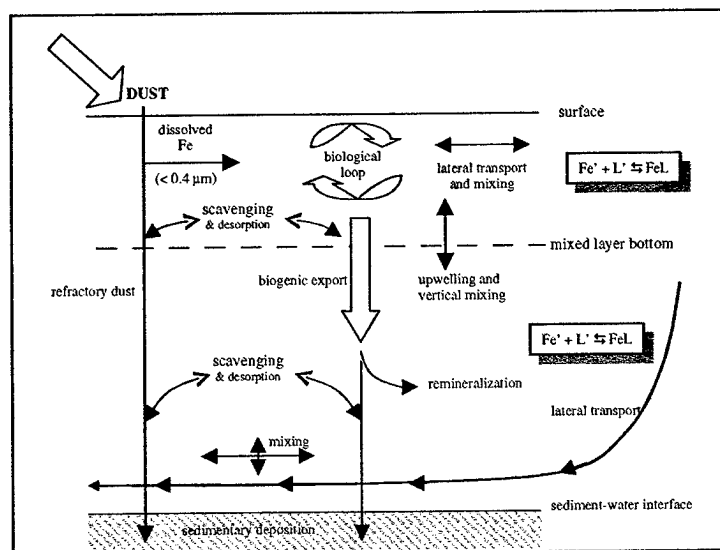 DUST
surface
dissolved
Fe
(< 0.4 µm)
biological
loop
lateral transport
and mixing
Fe' + L' ⇆ FeL
scavenging
& desorption
mixed layer bottom
refractory dust
biogenic export
upwelling and
vertical mixing
Fe' + L' ⇆ FeL
scavenging
& desorption
remineralization
lateral transport
mixing
sediment-water interface
sedimentary deposition